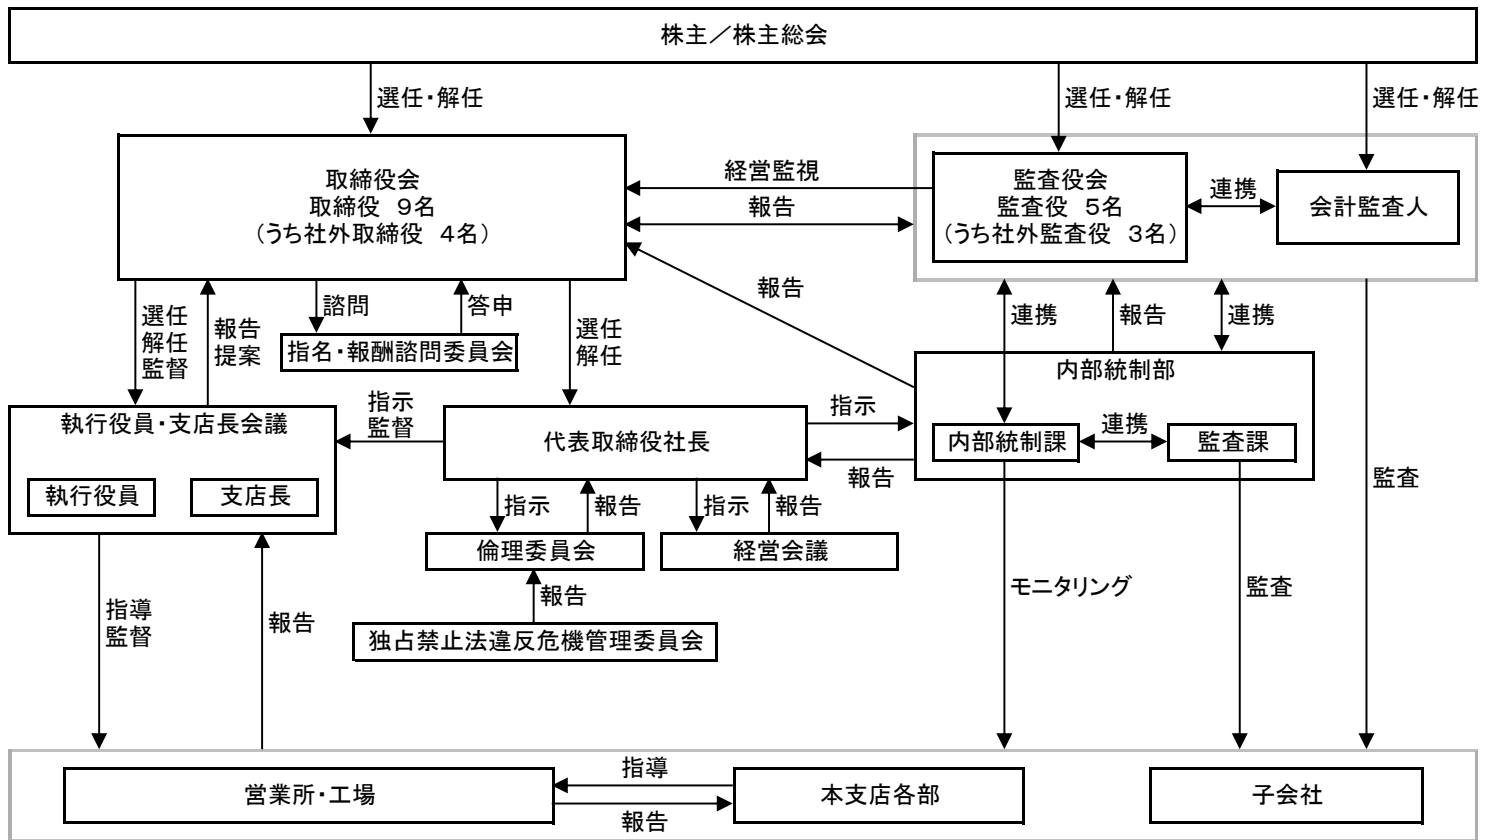 株主／株主総会
選任・解任
選任・解任
選任・解任
取締役会
取締役 9名
（うち社外取締役 4名）
経営監視
報告
監査役会
監査役 5名
（うち社外監査役 3名）
連携
会計監査人
選任
解任
監督
報告
提案
諮問
答申
指名・報酬諮問委員会
選任
解任
報告
連携
報告
連携
内部統制部
内部統制課
連携
監査課
執行役員・支店長会議
執行役員
支店長
指示
監督
代表取締役社長
指示
報告
指示
報告
指示
報告
倫理委員会
経営会議
報告
独占禁止法違反危機管理委員会
指導
監督
報告
モニタリング
監査
監査
営業所・工場
指導
報告
本支店各部
子会社